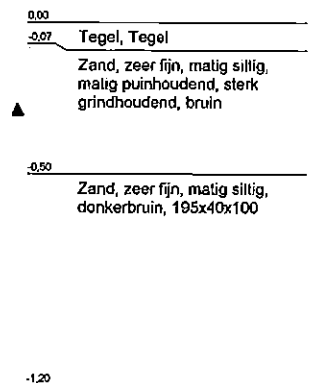 0,00
-0,07 Tegel, Tegel
Zand, zeer fijn, matig siltig,
matig puinhoudend, sterk
grindhoudend, bruin
-0,50
Zand, zeer fijn, matig siltig,
donkerbruin, 195x40x100
-1,20